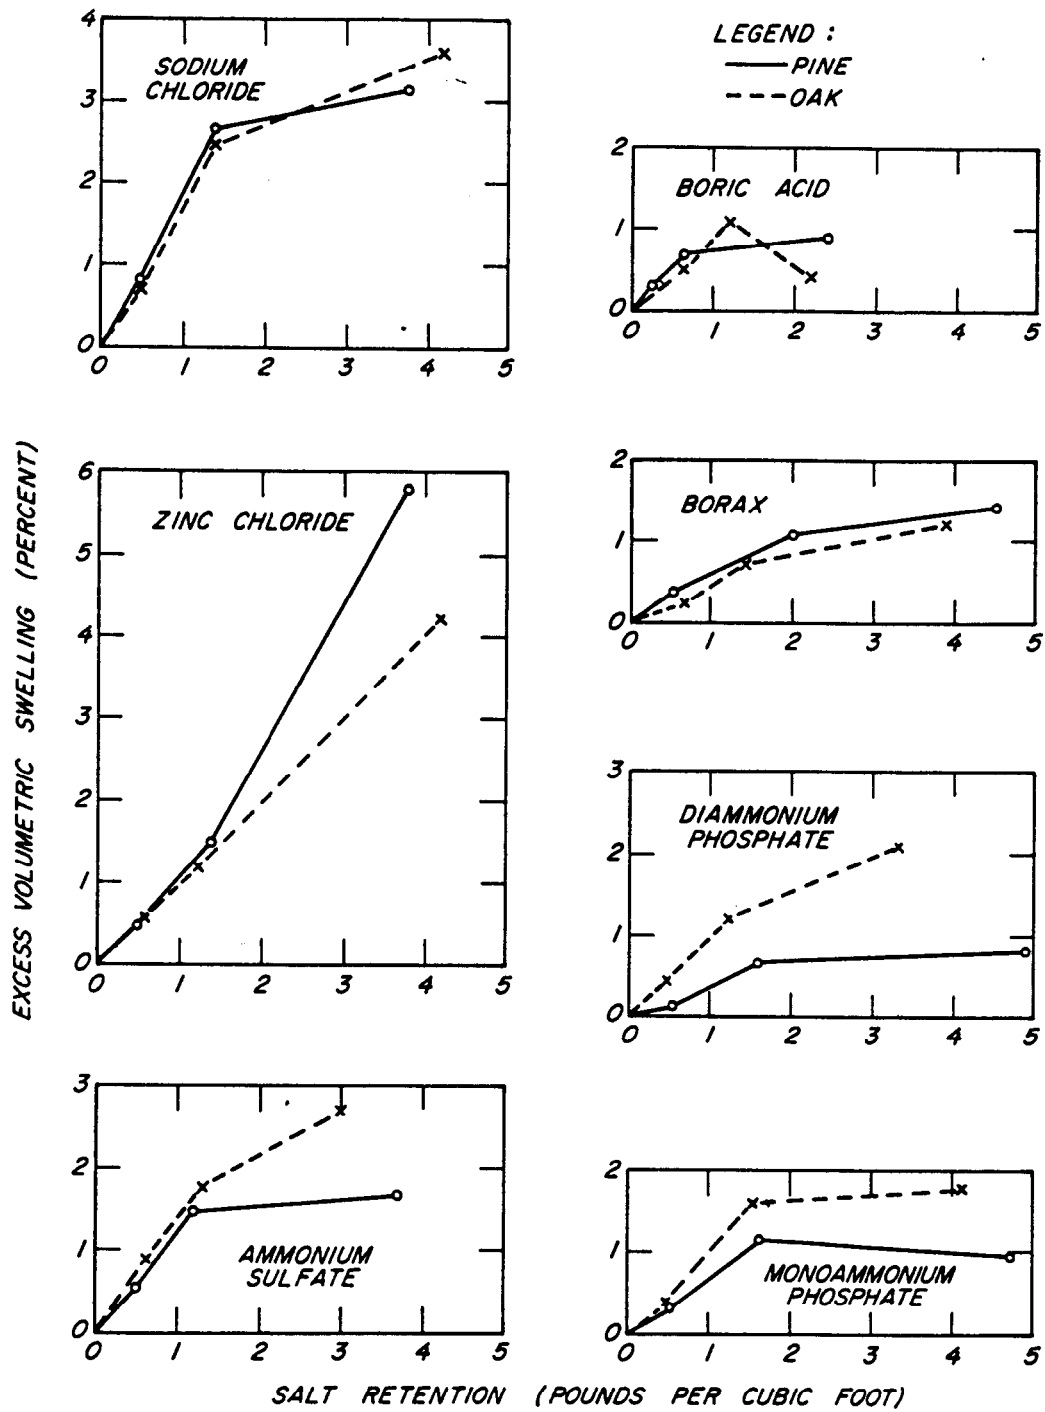 SODIUM
CHLORIDE
4
3
2
1
0
0 1 2 3 4 5
LEGEND :
PINE
OAK
BORIC ACID
2
1
0
0 1 2 3 4 5
EXCESS VOLUMETRIC SWELLING (PERCENT)
ZINC CHLORIDE
6
5
4
3
2
1
0
0 1 2 3 4 5
BORAX
2
1
0
0 1 2 3 4 5
DIAMMONIUM
PHOSPHATE
3
2
1
0
0 1 2 3 4 5
AMMONIUM
SULFATE
3
2
1
0
0 1 2 3 4 5
MONOAMMONIUM
PHOSPHATE
2
1
0
0 1 2 3 4 5
SALT RETENTION (POUNDS PER CUBIC FOOT)